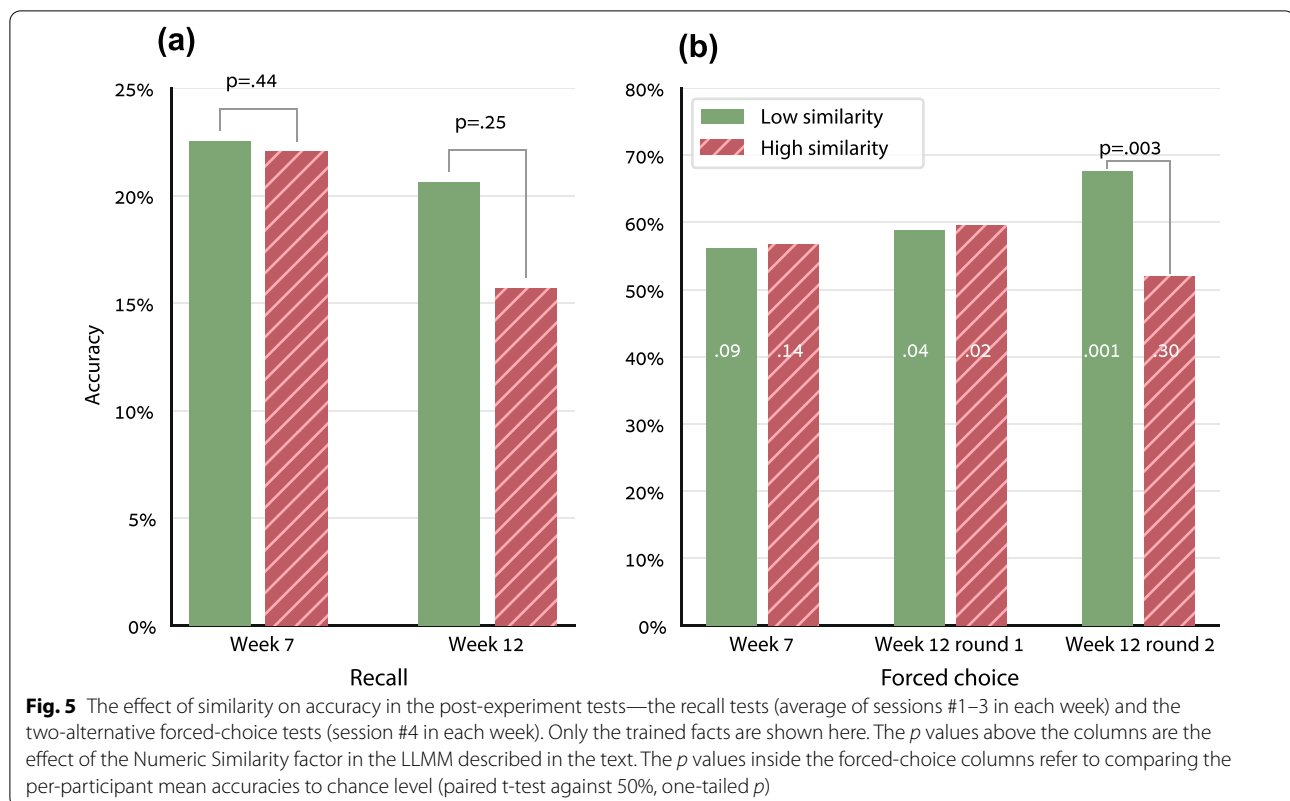 (a)
25%
20%
15%
10%
5%
0%
Accuracy
p=.44
p=.25
Week 7
Week 12
Recall
(b)
80%
70%
60%
50%
40%
30%
20%
10%
0%
Low similarity
High similarity
p=.003
.09
.14
.04
.02
.001
.30
Week 7
Week 12 round 1
Week 12 round 2
Forced choice
Fig. 5 The effect of similarity on accuracy in the post-experiment tests—the recall tests (average of sessions #1–3 in each week) and the
two-alternative forced-choice tests (session #4 in each week). Only the trained facts are shown here. The p values above the columns are the
effect of the Numeric Similarity factor in the LLMM described in the text. The p values inside the forced-choice columns refer to comparing the
per-participant mean accuracies to chance level (paired t-test against 50%, one-tailed p)